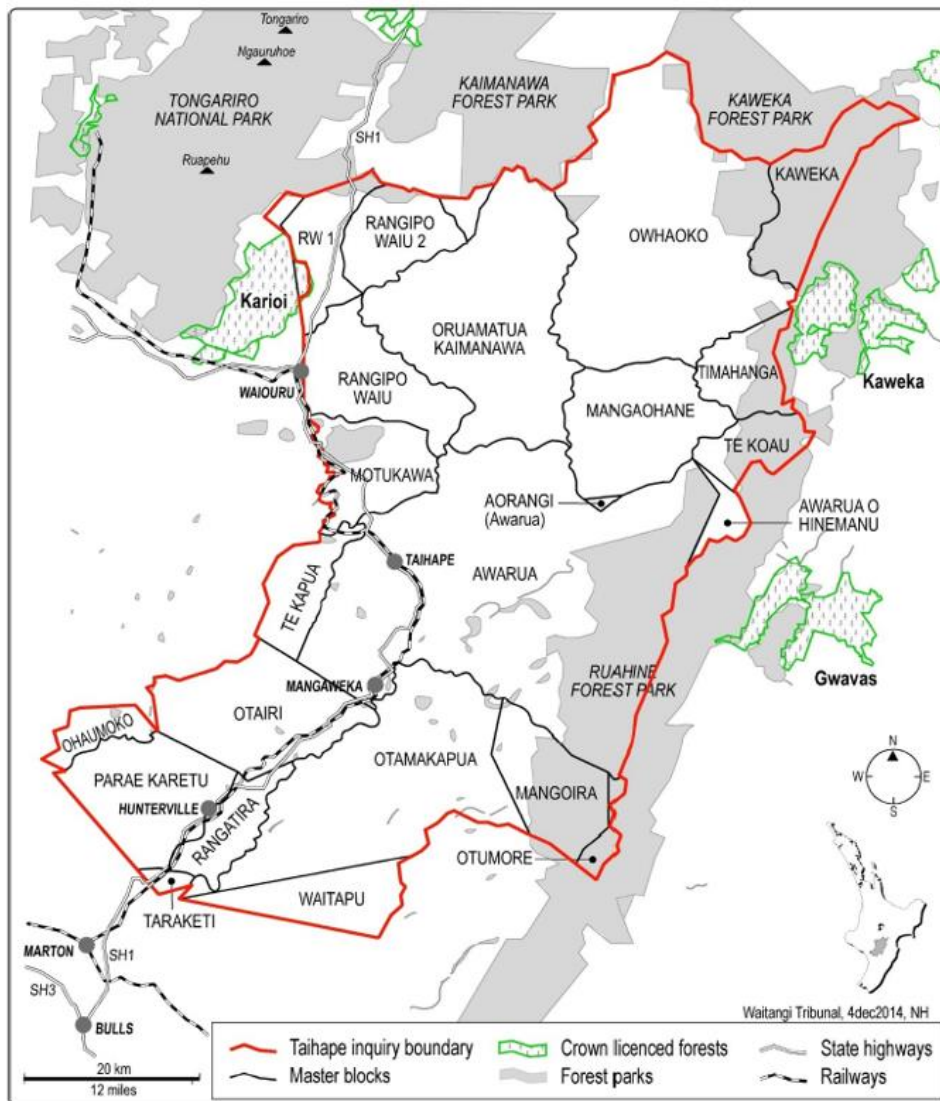 Tongariro
Ngauruhoe
TONGARIRO
NATIONAL PARK
Ruapehu
SH1
KAIMANAWA
FOREST PARK
KAWEKA
FOREST PARK
KAWEKA
RW 1
RANGIPO
WAIU 2
OWHAOKO
Karioi
ORUAMATUA
KAIMANAWA
WAIOURU
RANGIPO
WAIU
TIMAHANGA
Kaweka
MANGAOHANE
TE KOAU
MOTUKAWA
AORANGI
(Awarua)
AWARUA O
HINEMANU
TAIHAPE
AWARUA
TE KAPUA
RUAHINE
FOREST PARK
Gwavas
MANGAWEKA
OTAIRI
OHAUMOKO
OTAMAKAPUA
PARAE KARETU
MANGOIRA
HUNTERVILLE
RANGATIRA
OTUMORE
WAITAPU
TARAKETI
MARTON
SH1
SH3
BULLS
N
W
E
S
Waitangi Tribunal, 4dec2014, NH
20 km
12 miles
Taihape inquiry boundary
Master blocks
Crown licenced forests
Forest parks
State highways
Railways